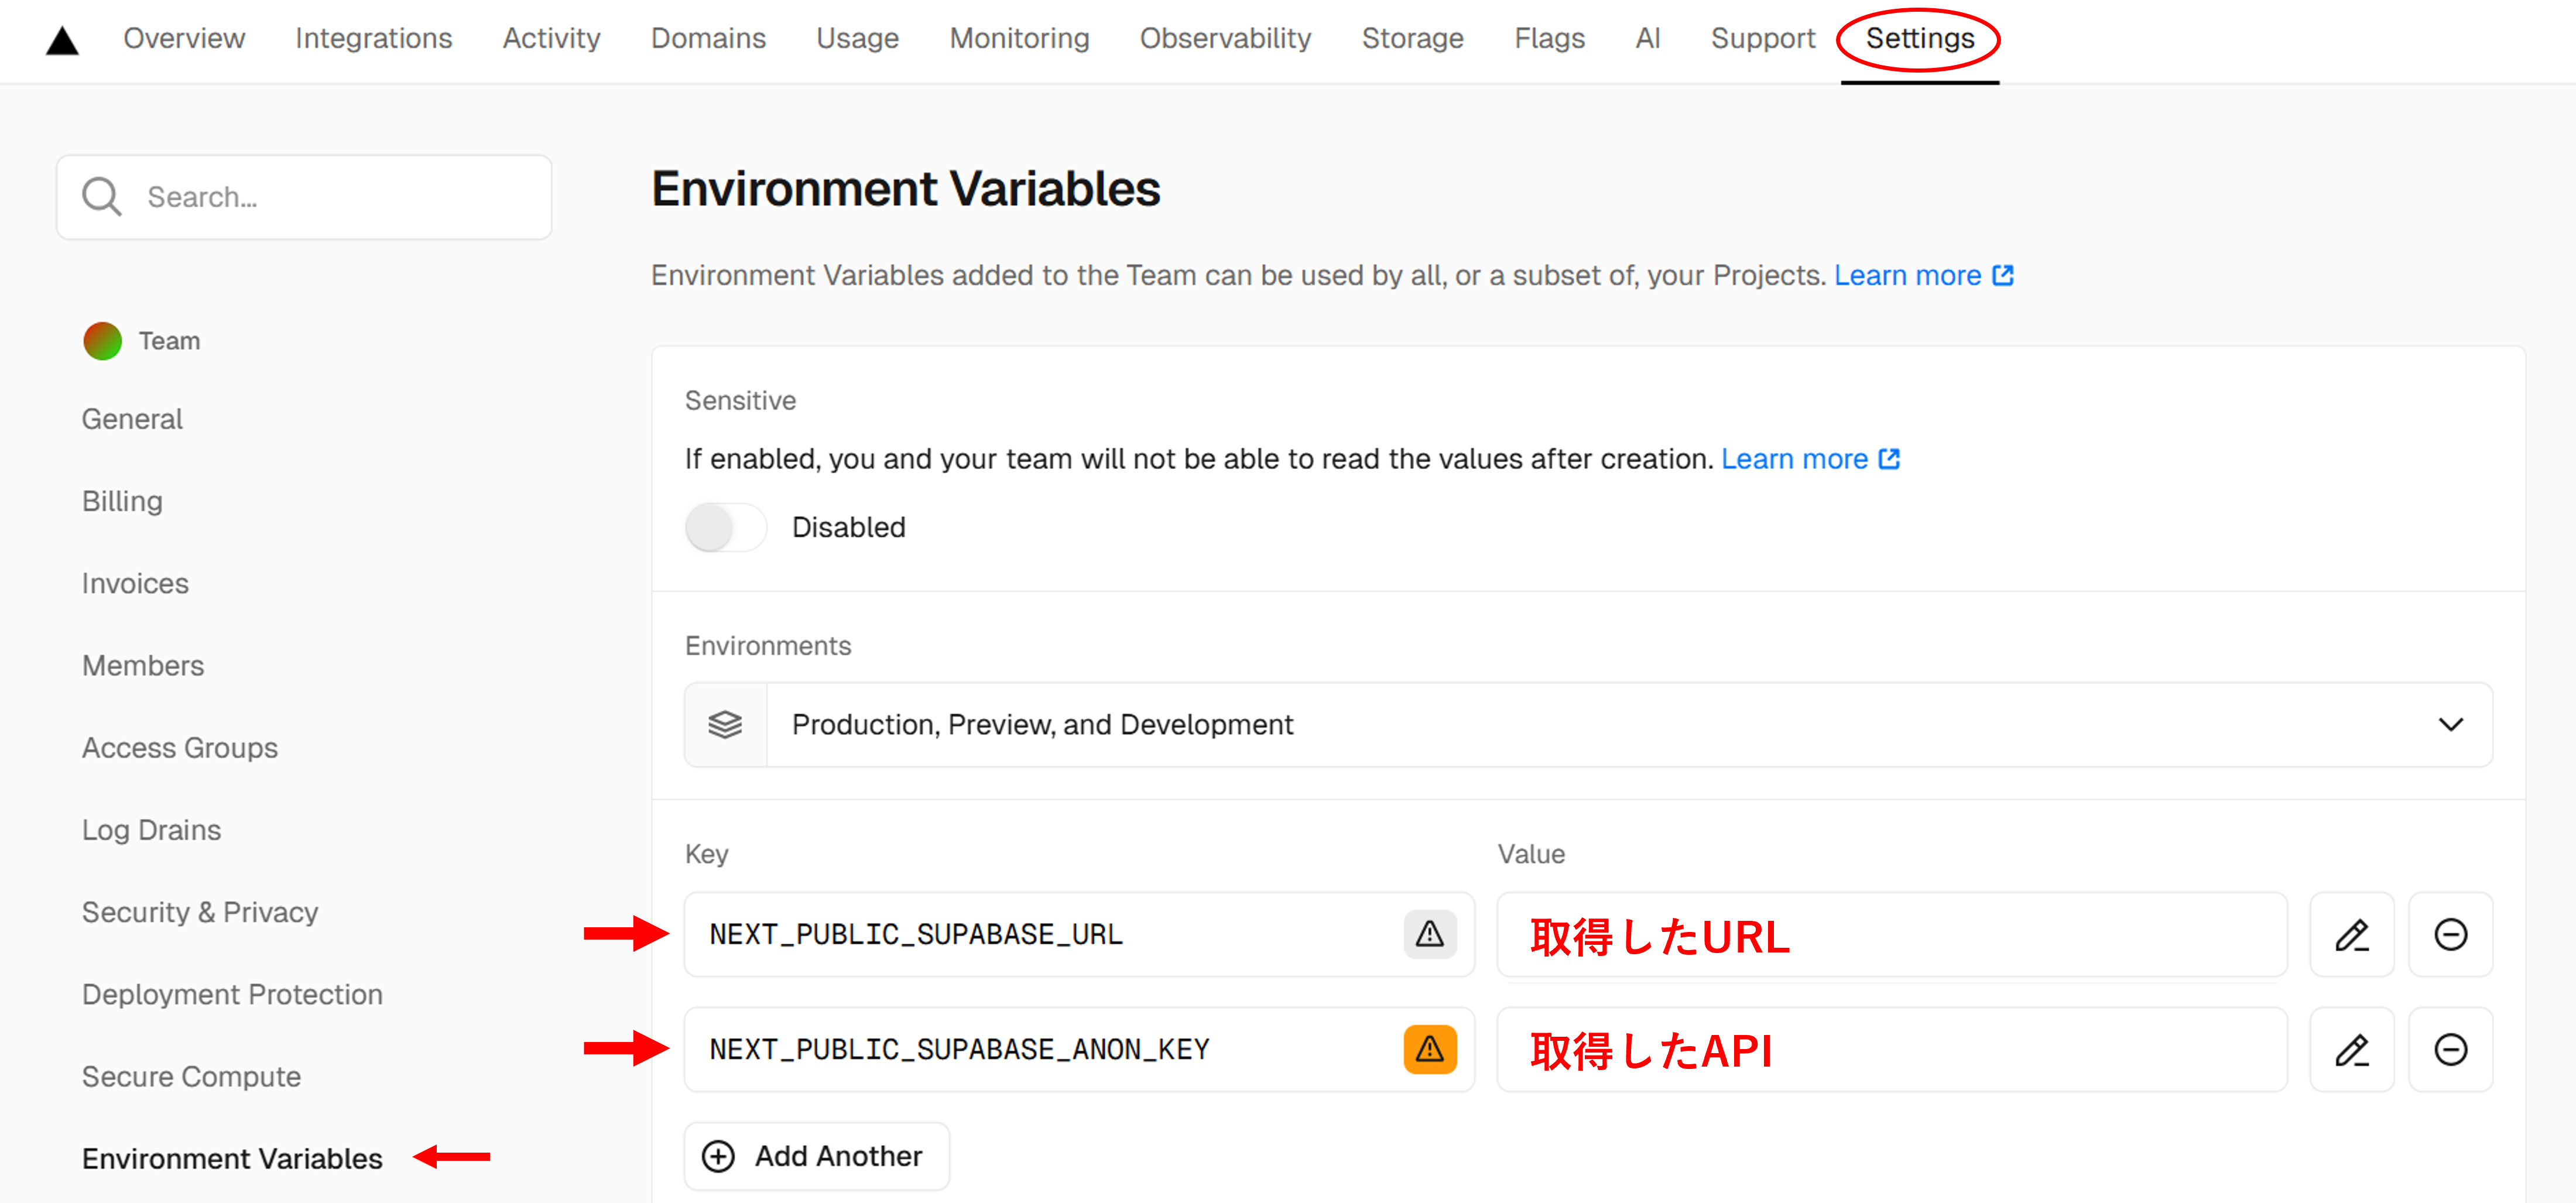 Overview Integrations Activity Domains Usage Monitoring Observability Storage Flags AI Support Settings
Search...
Team
General
Billing
Invoices
Members
Access Groups
Log Drains
Security & Privacy
Deployment Protection
Secure Compute
Environment Variables
Environment Variables
Environment Variables added to the Team can be used by all, or a subset of, your Projects. Learn more
Sensitive
If enabled, you and your team will not be able to read the values after creation. Learn more
Disabled
Environments
Production, Preview, and Development
Key Value
NEXT_PUBLIC_SUPABASE_URL 取得したURL
NEXT_PUBLIC_SUPABASE_ANON_KEY 取得したAPI
Add Another